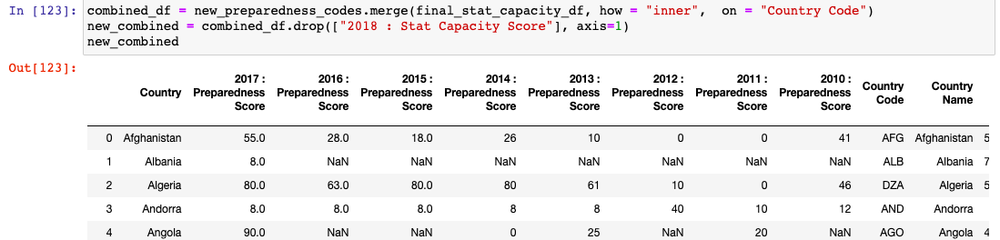 In [123]: combined_df = new_preparedness_codes.merge(final_stat_capacity_df, how = "inner",  on = "Country Code")
new_combined = combined_df.drop(["2018 : Stat Capacity Score"], axis=1)
new_combined
Out[123]:
Country 2017 : Preparedness Score 2016 : Preparedness Score 2015 : Preparedness Score 2014 : Preparedness Score 2013 : Preparedness Score 2012 : Preparedness Score 2011 : Preparedness Score 2010 : Preparedness Score Country Code Country Name
0 Afghanistan 55.0 28.0 18.0 26 10 0 0 41 AFG Afghanistan 5
1 Albania 8.0 NaN NaN NaN NaN NaN NaN NaN ALB Albania 7
2 Algeria 80.0 63.0 80.0 80 61 10 0 46 DZA Algeria 5
3 Andorra 8.0 8.0 8.0 8 8 40 10 12 AND Andorra
4 Angola 90.0 NaN NaN 0 25 NaN 20 NaN AGO Angola 4